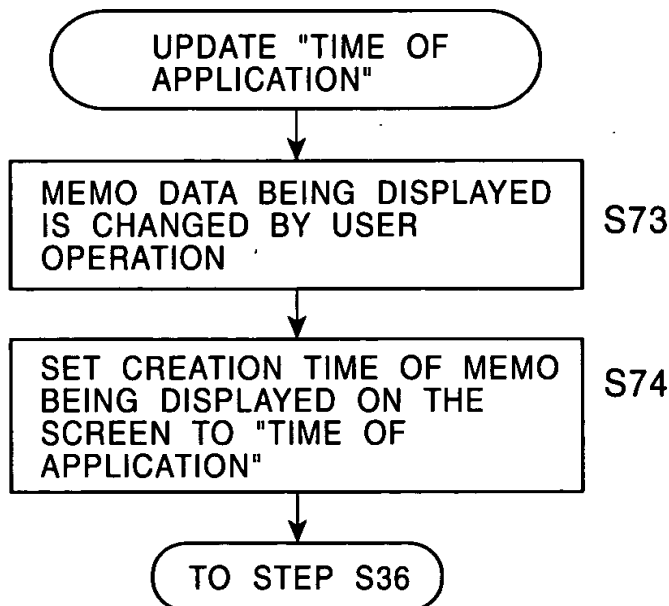 UPDATE "TIME OF
APPLICATION"
MEMO DATA BEING DISPLAYED
IS CHANGED BY USER
OPERATION
S73
SET CREATION TIME OF MEMO
BEING DISPLAYED ON THE
SCREEN TO "TIME OF
APPLICATION"
S74
TO STEP S36